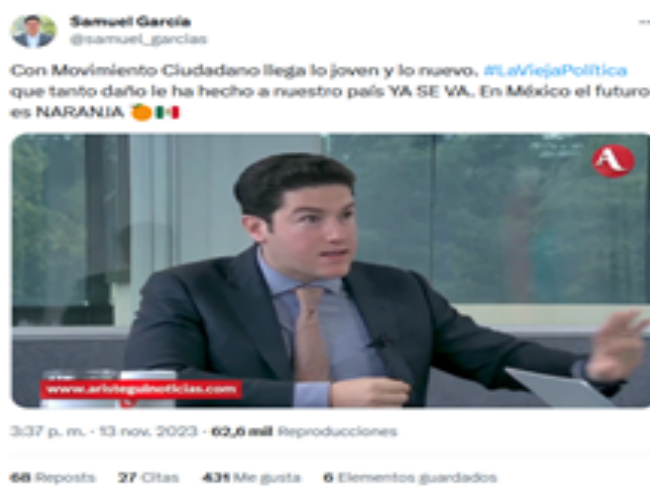 Samuel García
@samuel_garcias
Con Movimiento Ciudadano llega lo joven y lo nuevo. #LaViejaPolítica
que tanto daño le ha hecho a nuestro país YA SE VA. En México el futuro
es NARANJA 🍊🇲🇽
A
www.aristeguinoticias.com
3:37 p. m. · 13 nov. 2023 · 62,6 mil Reproducciones
68 Reposts 27 Citas 431 Me gusta 6 Elementos guardados